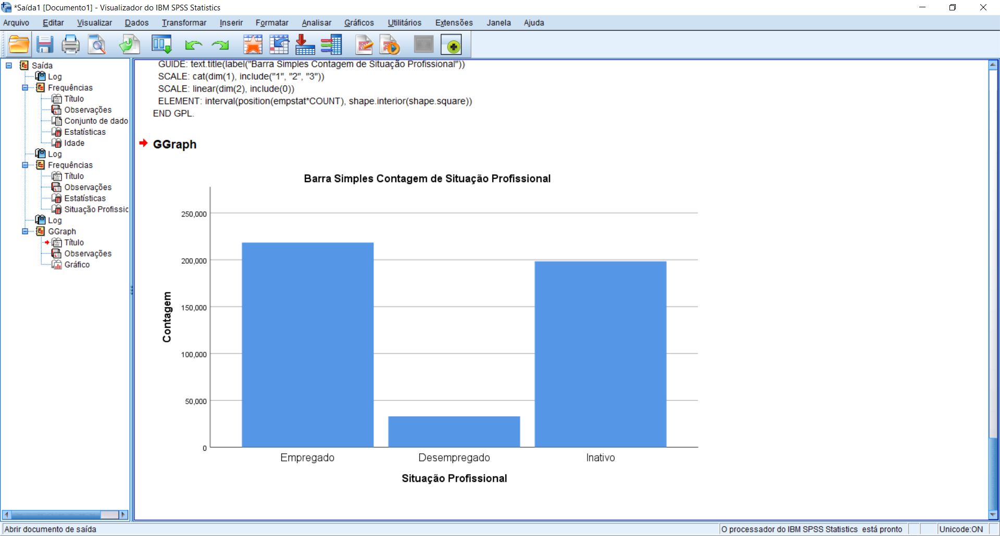 *Saída1 [Documento1] - Visualizador do IBM SPSS Statistics
Arquivo Editar Visualizar Dados Transformar Inserir Formatar Analisar Gráficos Utilitários Extensões Janela Ajuda
Saída
Log
Frequências
Título
Observações
Conjunto de dado
Estatísticas
Idade
Log
Frequências
Título
Observações
Estatísticas
Situação Profissic
Log
GGraph
Título
Observações
Gráfico
GUIDE: text.title(label("Barra Simples Contagem de Situação Profissional"))
SCALE: cat(dim(1), include("1", "2", "3"))
SCALE: linear(dim(2), include(0))
ELEMENT: interval(position(empstat*COUNT), shape.interior(shape.square))
END GPL.
GGraph
Barra Simples Contagem de Situação Profissional
Contagem
250,000
200,000
150,000
100,000
50,000
0
Empregado Desempregado Inativo
Situação Profissional
Abrir documento de saída
O processador do IBM SPSS Statistics está pronto
Unicode:ON